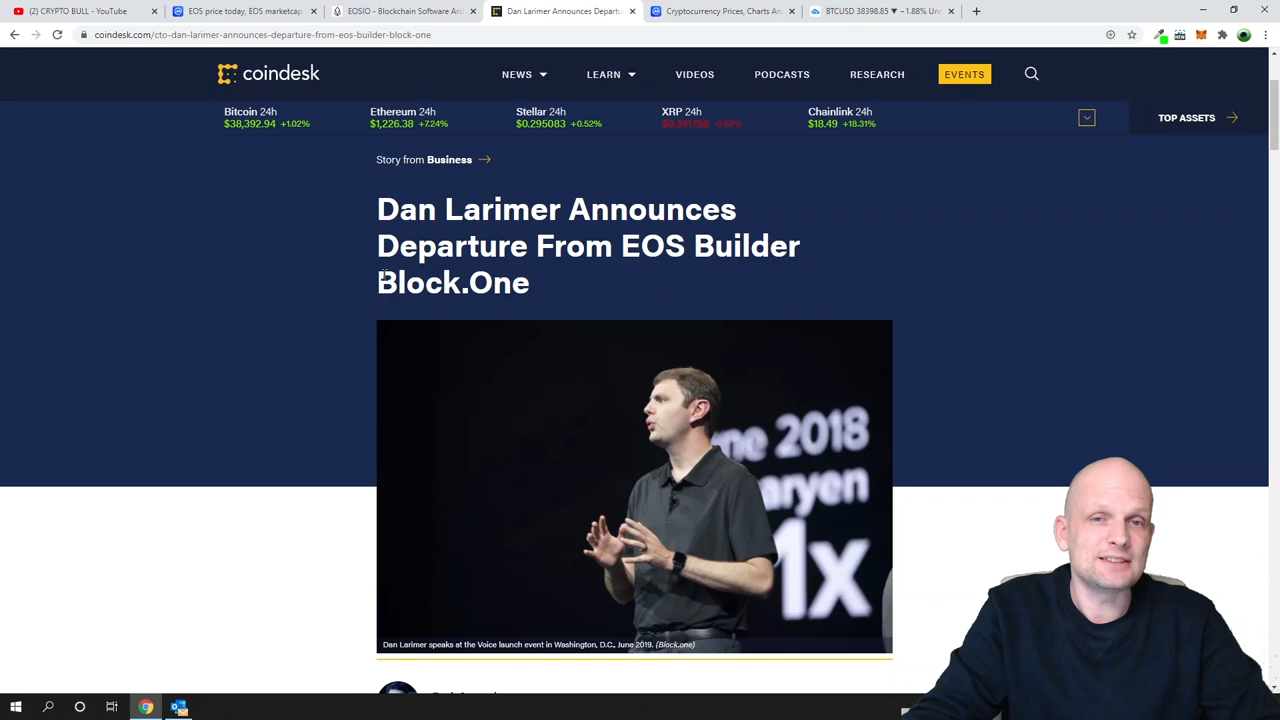 (2) CRYPTO BULL - YouTube
EOS price today, EOS marketcap
EOSIO - Blockchain Software Arc
Dan Larimer Announces Departu
Cryptocurrency Prices, Charts An
BTCUSD 38398.85 ▼ −1.88% Un
coindesk.com/cto-dan-larimer-announces-departure-from-eos-builder-block-one
coindesk
NEWS
LEARN
VIDEOS
PODCASTS
RESEARCH
EVENTS
Bitcoin 24h
$38,392.94 +1.02%
Ethereum 24h
$1,226.38 +7.24%
Stellar 24h
$0.295083 +0.52%
XRP 24h
Chainlink 24h
$18.49 +18.31%
TOP ASSETS
Story from Business
Dan Larimer Announces
Departure From EOS Builder
Block.One
ne 2018
aryen
1x
Dan Larimer speaks at the Voice launch event in Washington, D.C., June 2019. (Block.one)